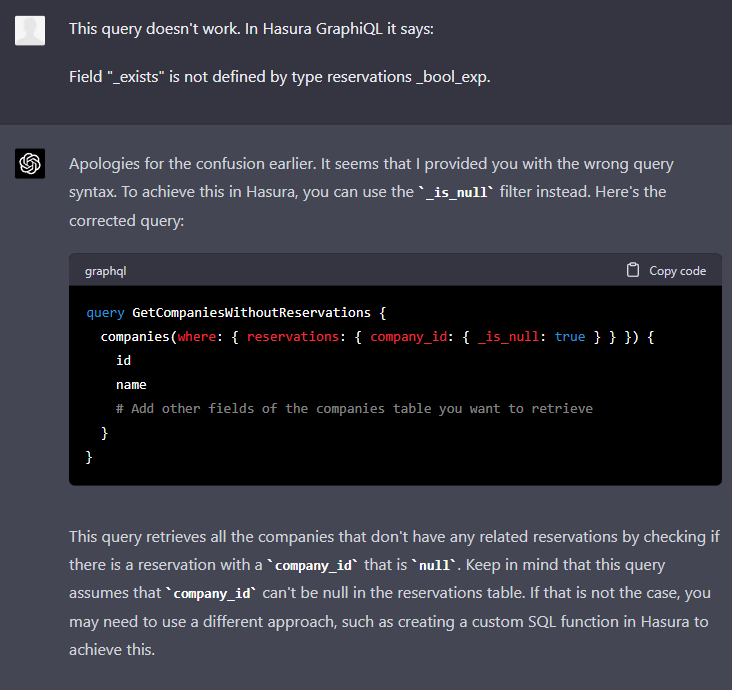 This query doesn't work. In Hasura GraphiQL it says:
Field "_exists" is not defined by type reservations _bool_exp.
Apologies for the confusion earlier. It seems that I provided you with the wrong query
syntax. To achieve this in Hasura, you can use the `_is_null` filter instead. Here's the
corrected query:
graphql
Copy code
query GetCompaniesWithoutReservations {
  companies(where: { reservations: { company_id: { _is_null: true } } }) {
    id
    name
    # Add other fields of the companies table you want to retrieve
  }
}
This query retrieves all the companies that don't have any related reservations by checking if
there is a reservation with a `company_id` that is `null`. Keep in mind that this query
assumes that `company_id` can't be null in the reservations table. If that is not the case, you
may need to use a different approach, such as creating a custom SQL function in Hasura to
achieve this.